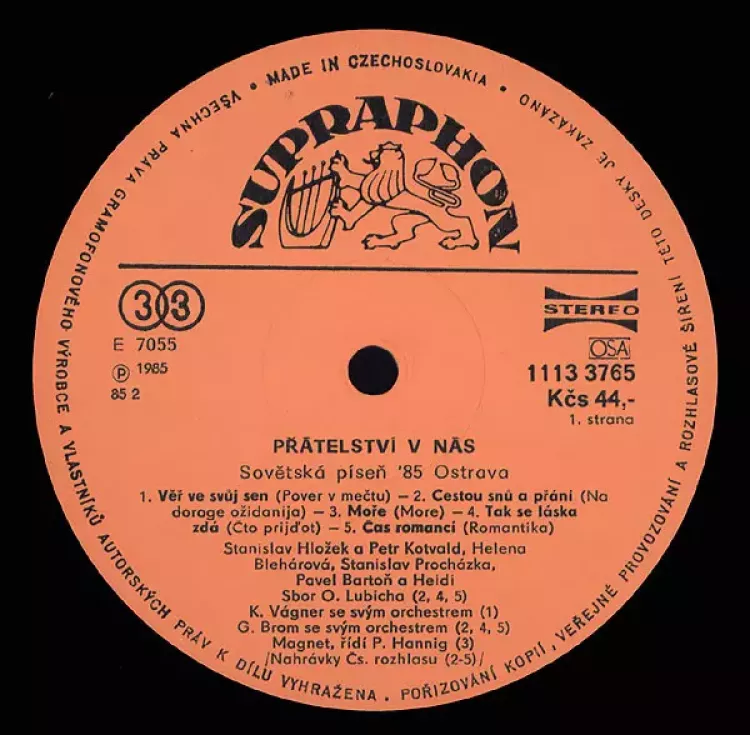 VŠECHNA PRÁVA GRAMOFONOVÉHO VÝROBCE A VLASTNÍKŮ AUTORSKÝCH PRÁV K DÍLU VYHRAŽENA. POŘIZOVÁNÍ KOPIÍ, VEŘEJNÉ PROVOZOVÁNÍ A ROZHLASOVÉ ŠÍŘENÍ TÉTO DESKY JE ZAKÁZÁNO
• MADE IN CZECHOSLOVAKIA •
SUPRAPHON
33
STEREO
E 7055
OSA
Ⓟ 1985
1113 3765
85 2
Kčs 44,-
1. strana
PŘÁTELSTVÍ V NÁS
Sovětská píseň '85 Ostrava
1. Věř ve svůj sen (Pover v mečtu) – 2. Cestou snů a přání (Na
doroge ožidanija) – 3. Moře (More) – 4. Tak se láska
zdá (Čto prijďot) – 5. Čas romancí (Romantika)
Stanislav Hložek a Petr Kotvald, Helena
Blehárová, Stanislav Procházka,
Pavel Bartoň a Heidi
Sbor O. Lubicha (2, 4, 5)
K. Vágner se svým orchestrem (1)
G. Brom se svým orchestrem (2, 4, 5)
Magnet, řídí P. Hannig (3)
/Nahrávky Čs. rozhlasu (2-5)/